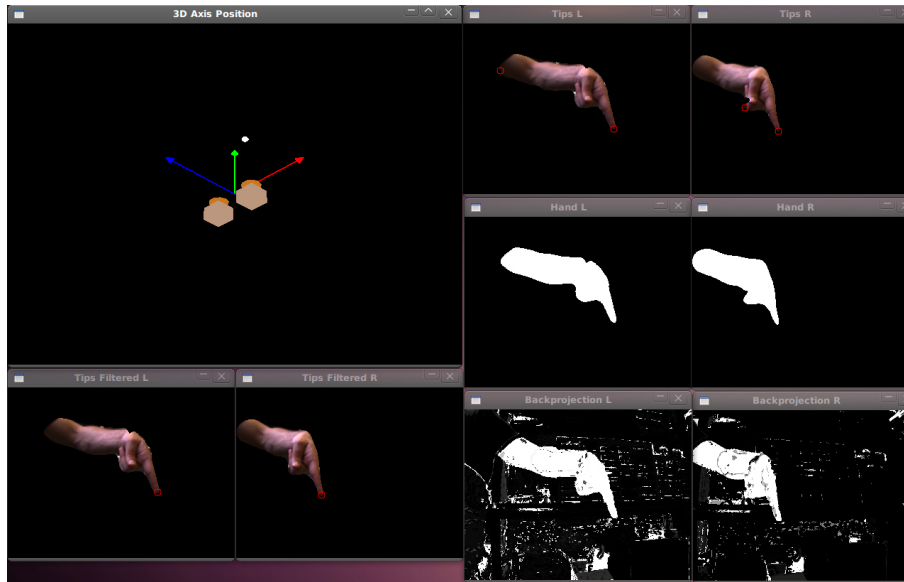 3D Axis Position
Tips L
Tips R
Hand L
Hand R
Tips Filtered L
Tips Filtered R
Backprojection L
Backprojection R